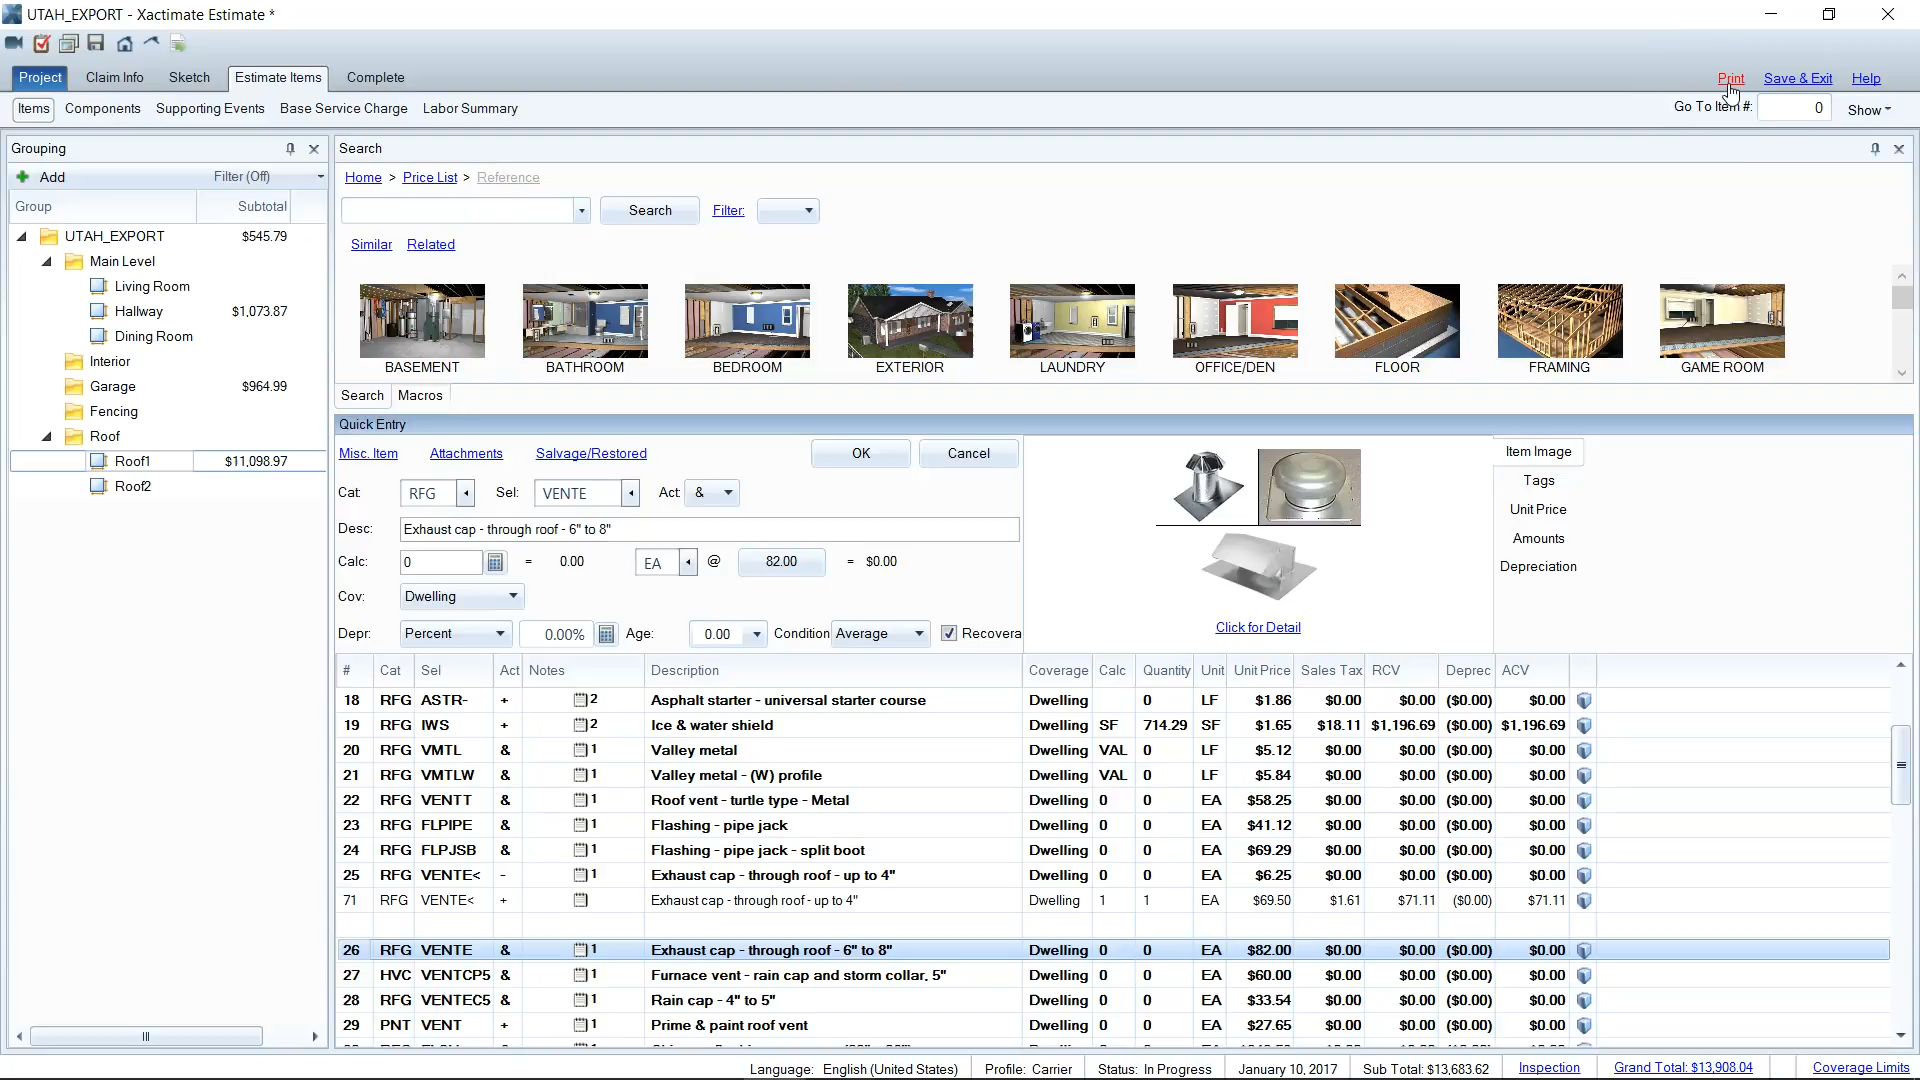 UTAH_EXPORT - Xactimate Estimate *
Project Claim Info Sketch Estimate Items Complete Print Save & Exit Help
Items Components Supporting Events Base Service Charge Labor Summary Go To Item #: 0 Show
Grouping
Add Filter (Off)
Group Subtotal
UTAH_EXPORT $545.79
Main Level
Living Room
Hallway $1,073.87
Dining Room
Interior
Garage $964.99
Fencing
Roof
Roof1 $11,098.97
Roof2
Search
Home > Price List > Reference
Search Filter:
Similar Related
BASEMENT BATHROOM BEDROOM EXTERIOR LAUNDRY OFFICE/DEN FLOOR FRAMING GAME ROOM
Search Macros
Quick Entry
Misc. Item Attachments Salvage/Restored OK Cancel
Cat: RFG Sel: VENTE Act: &
Desc: Exhaust cap - through roof - 6" to 8"
Calc: 0 = 0.00 EA @ 82.00 = $0.00
Cov: Dwelling
Depr: Percent 0.00% Age: 0.00 Condition Average Recovera
Click for Detail
Item Image
Tags
Unit Price
Amounts
Depreciation
# Cat Sel Act Notes Description Coverage Calc Quantity Unit Unit Price Sales Tax RCV Deprec ACV
18 RFG ASTR- + 2 Asphalt starter - universal starter course Dwelling 0 LF $1.86 $0.00 $0.00 ($0.00) $0.00
19 RFG IWS + 2 Ice & water shield Dwelling SF 714.29 SF $1.65 $18.11 $1,196.69 ($0.00) $1,196.69
20 RFG VMTL & 1 Valley metal Dwelling VAL 0 LF $5.12 $0.00 $0.00 ($0.00) $0.00
21 RFG VMTLW & 1 Valley metal - (W) profile Dwelling VAL 0 LF $5.84 $0.00 $0.00 ($0.00) $0.00
22 RFG VENTT & 1 Roof vent - turtle type - Metal Dwelling 0 0 EA $58.25 $0.00 $0.00 ($0.00) $0.00
23 RFG FLPIPE & 1 Flashing - pipe jack Dwelling 0 0 EA $41.12 $0.00 $0.00 ($0.00) $0.00
24 RFG FLPJSB & 1 Flashing - pipe jack - split boot Dwelling 0 0 EA $69.29 $0.00 $0.00 ($0.00) $0.00
25 RFG VENTE< - 1 Exhaust cap - through roof - up to 4" Dwelling 0 0 EA $6.25 $0.00 $0.00 ($0.00) $0.00
71 RFG VENTE< + Exhaust cap - through roof - up to 4" Dwelling 1 1 EA $69.50 $1.61 $71.11 ($0.00) $71.11
26 RFG VENTE & 1 Exhaust cap - through roof - 6" to 8" Dwelling 0 0 EA $82.00 $0.00 $0.00 ($0.00) $0.00
27 HVC VENTCP5 & 1 Furnace vent - rain cap and storm collar, 5" Dwelling 0 0 EA $60.00 $0.00 $0.00 ($0.00) $0.00
28 RFG VENTEC5 & 1 Rain cap - 4" to 5" Dwelling 0 0 EA $33.54 $0.00 $0.00 ($0.00) $0.00
29 PNT VENT + 1 Prime & paint roof vent Dwelling 0 0 EA $27.65 $0.00 $0.00 ($0.00) $0.00
Language: English (United States) Profile: Carrier Status: In Progress January 10, 2017 Sub Total: $13,683.62 Inspection Grand Total: $13,908.04 Coverage Limits